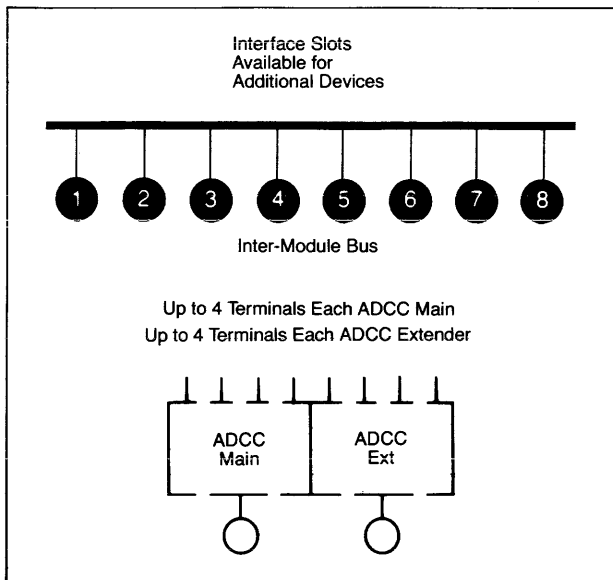 Interface Slots
Available for
Additional Devices
1 2 3 4 5 6 7 8
Inter-Module Bus
Up to 4 Terminals Each ADCC Main
Up to 4 Terminals Each ADCC Extender
ADCC
Main
ADCC
Ext